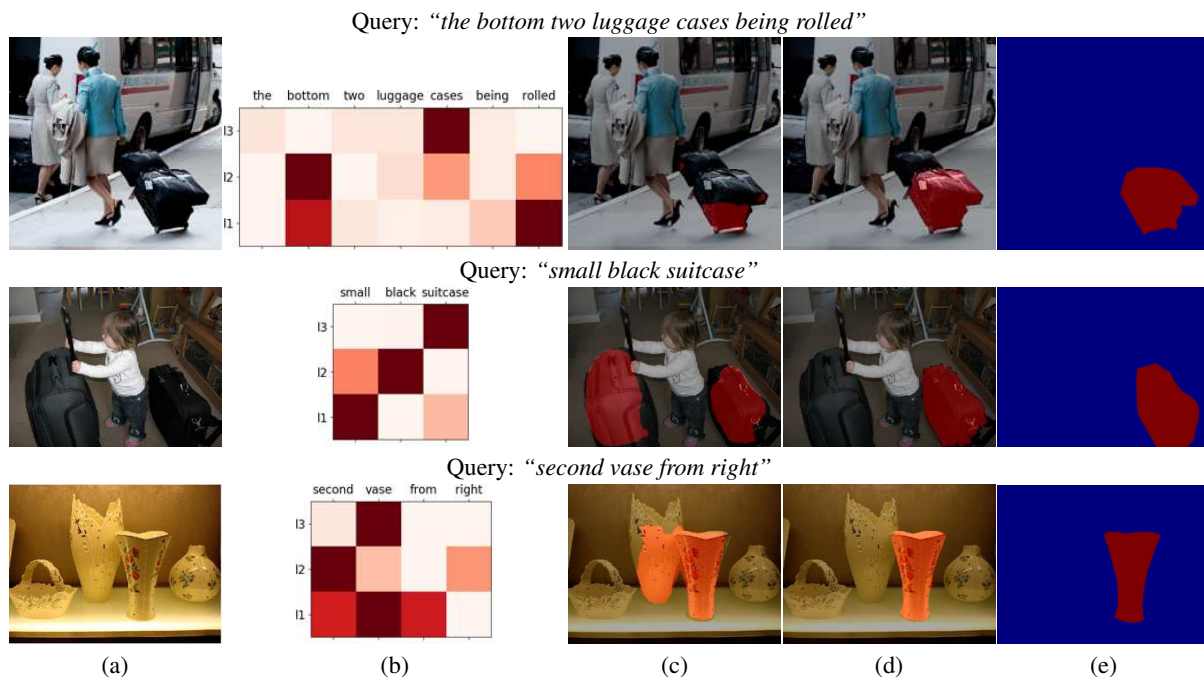 Query: “the bottom two luggage cases being rolled”
the bottom two luggage cases being rolled
l3
l2
l1
Query: “small black suitcase”
small black suitcase
l3
l2
l1
Query: “second vase from right”
second vase from right
l3
l2
l1
(a) (b) (c) (d) (e)